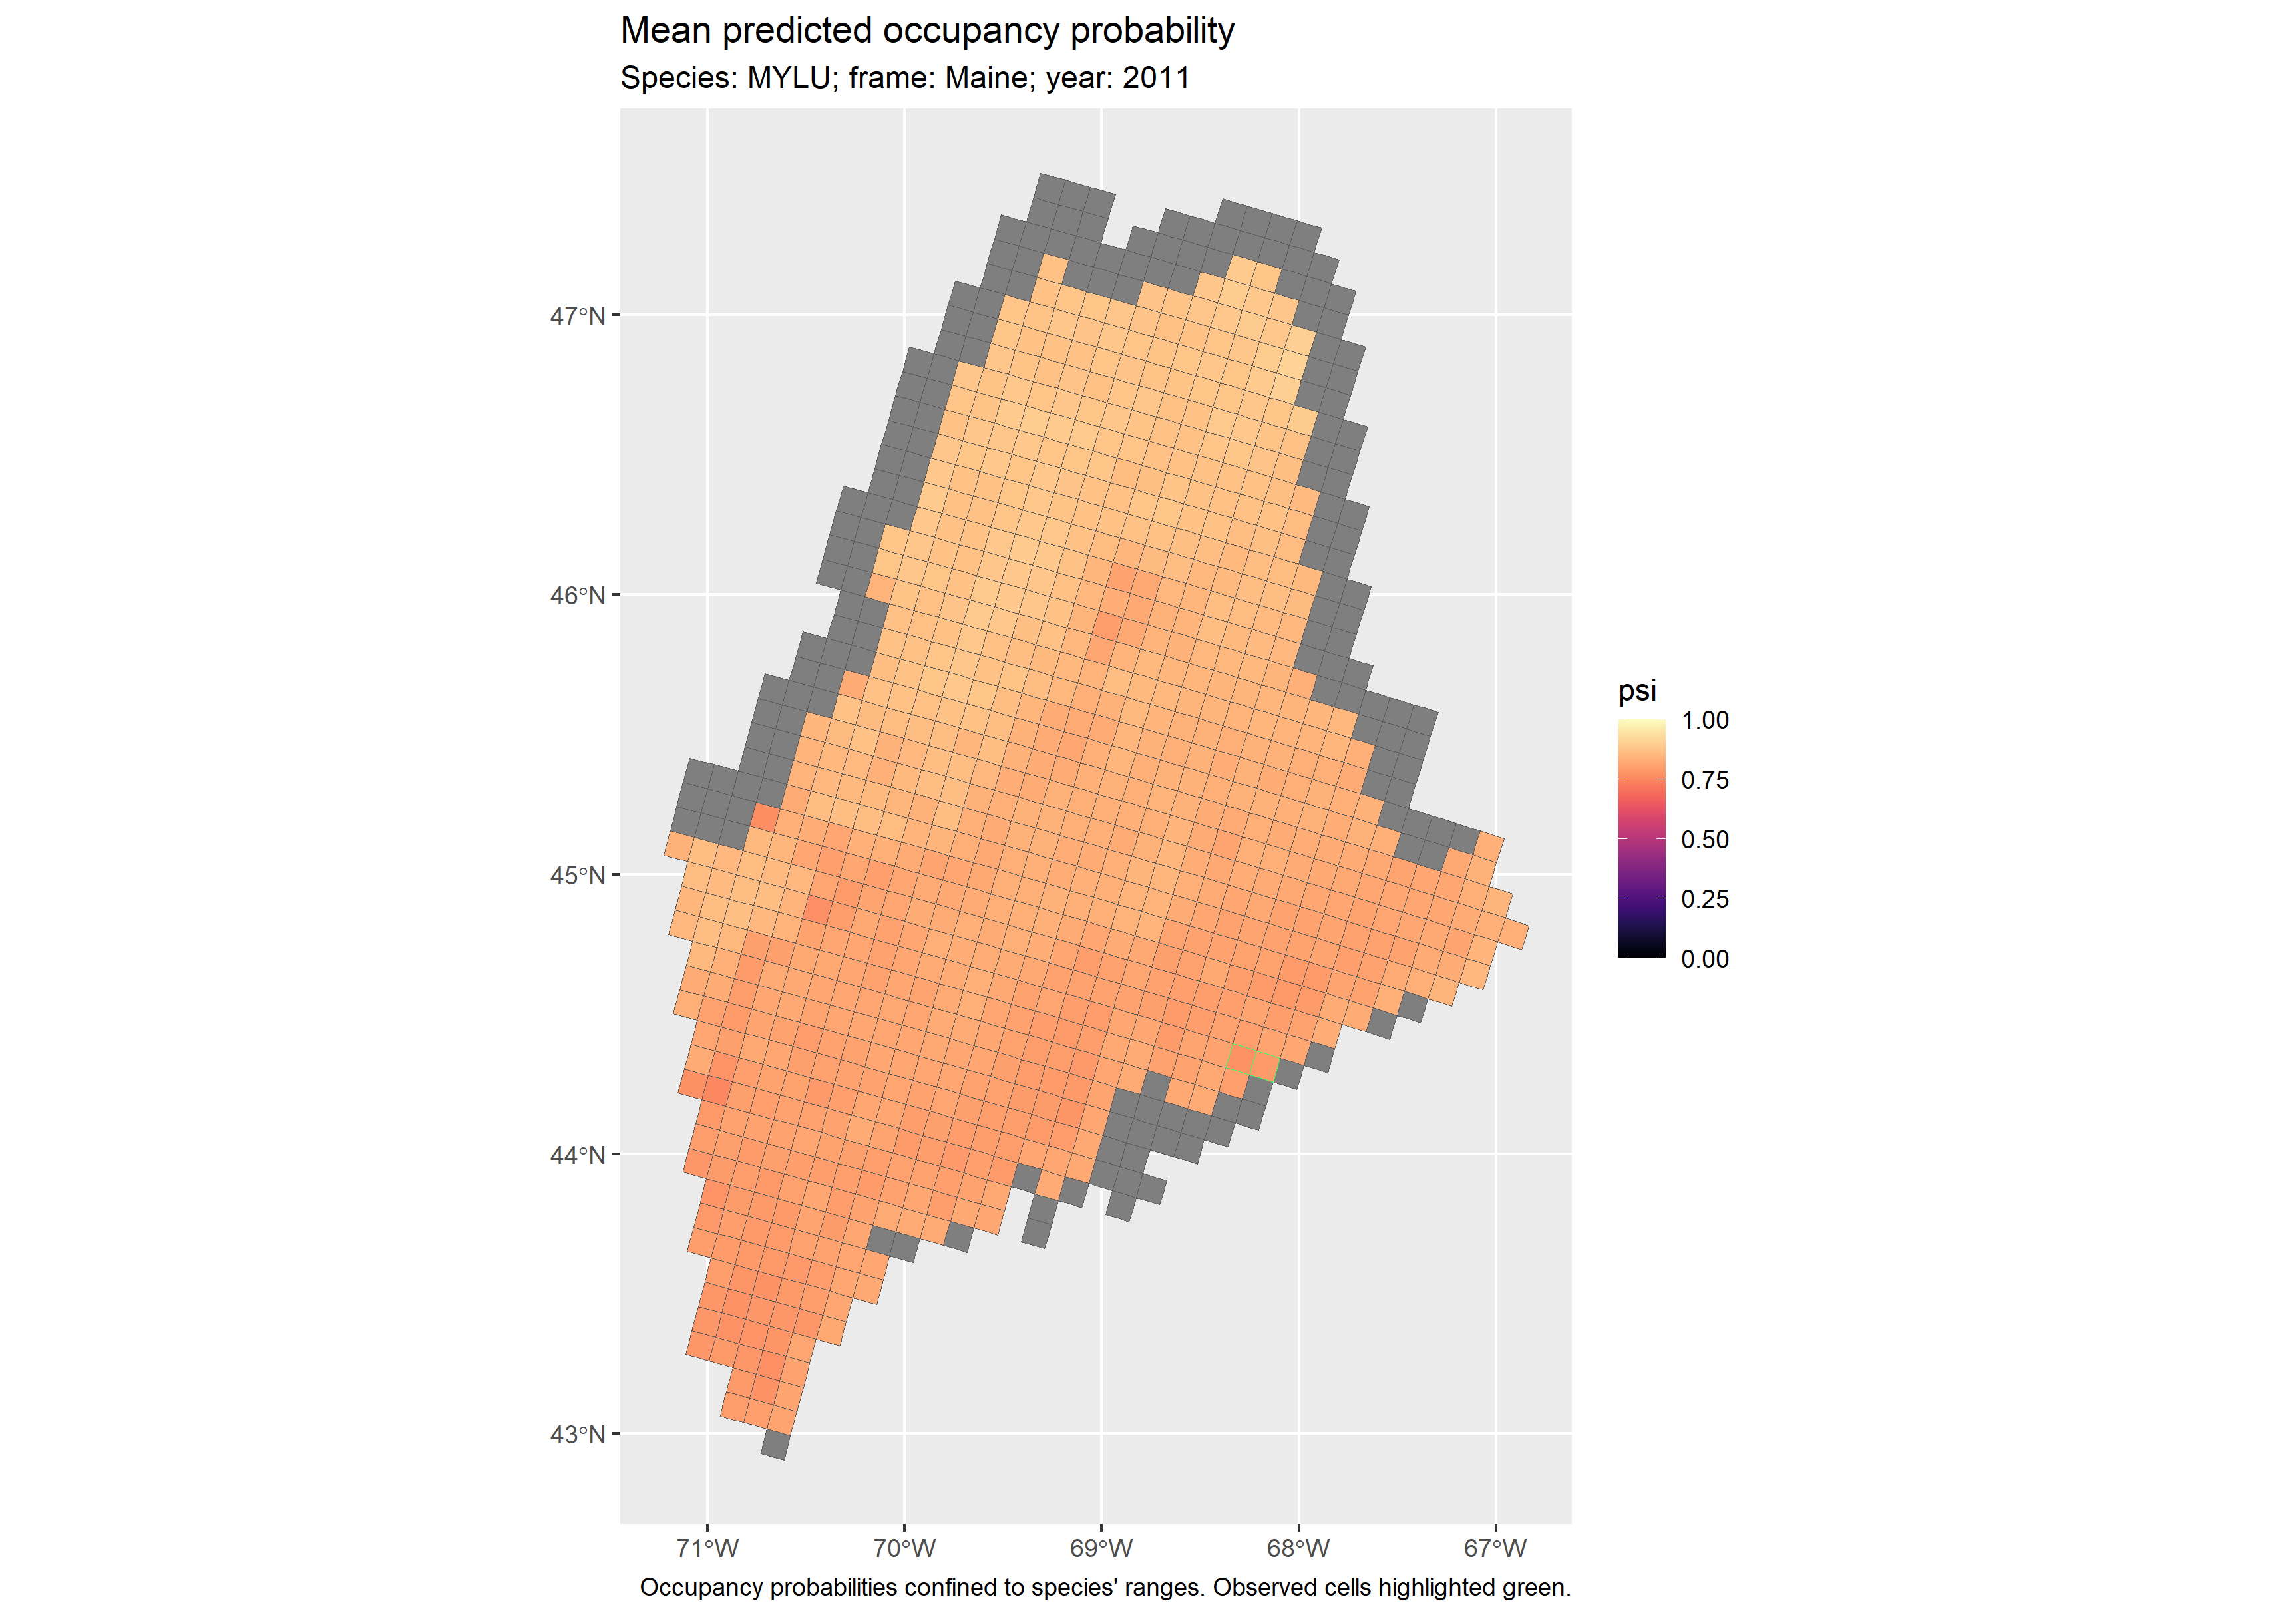 Mean predicted occupancy probability
Species: MYLU; frame: Maine; year: 2011
47°N
46°N
45°N
44°N
43°N
71°W
70°W
69°W
68°W
67°W
psi
1.00
0.75
0.50
0.25
0.00
Occupancy probabilities confined to species' ranges. Observed cells highlighted green.